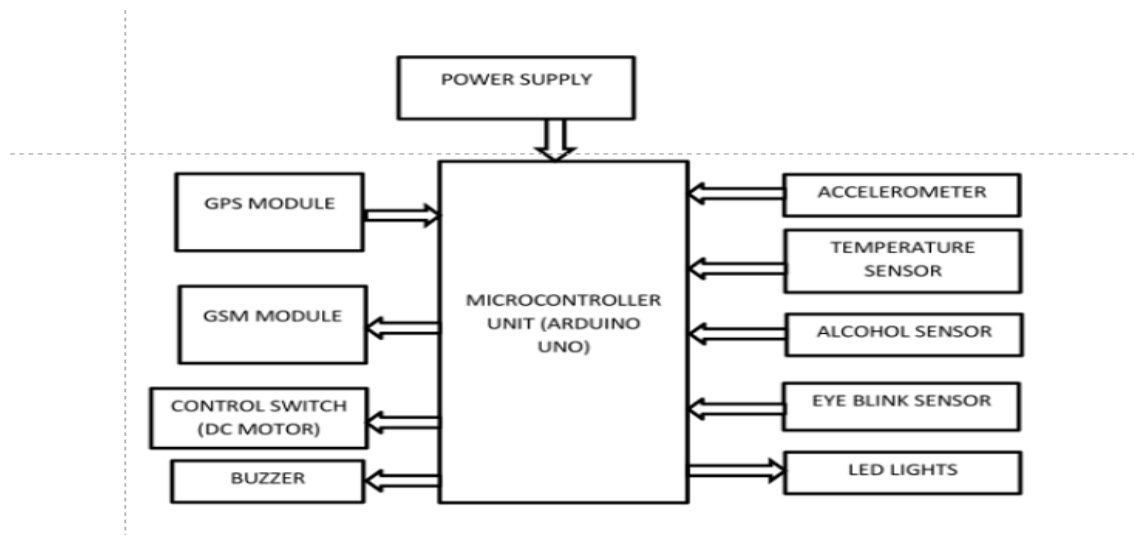 POWER SUPPLY
GPS MODULE
GSM MODULE
CONTROL SWITCH
(DC MOTOR)
BUZZER
MICROCONTROLLER
UNIT (ARDUINO
UNO)
ACCELEROMETER
TEMPERATURE
SENSOR
ALCOHOL SENSOR
EYE BLINK SENSOR
LED LIGHTS